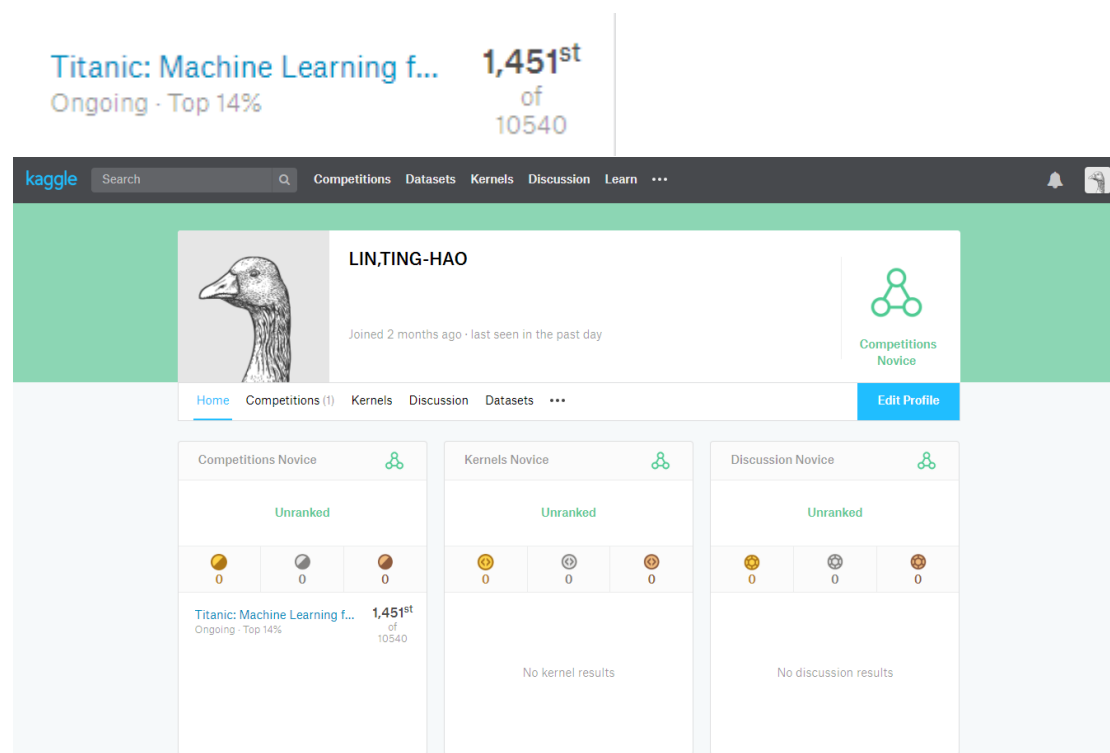 Titanic: Machine Learning f... 1,451st
Ongoing · Top 14% of
10540
kaggle Search Competitions Datasets Kernels Discussion Learn •••
LIN,TING-HAO
Joined 2 months ago · last seen in the past day
Competitions
Novice
Home Competitions (1) Kernels Discussion Datasets ••• Edit Profile
Competitions Novice Kernels Novice Discussion Novice
Unranked Unranked Unranked
0 0 0 0 0 0 0 0 0
Titanic: Machine Learning f... 1,451st
Ongoing · Top 14% of
10540
No kernel results No discussion results